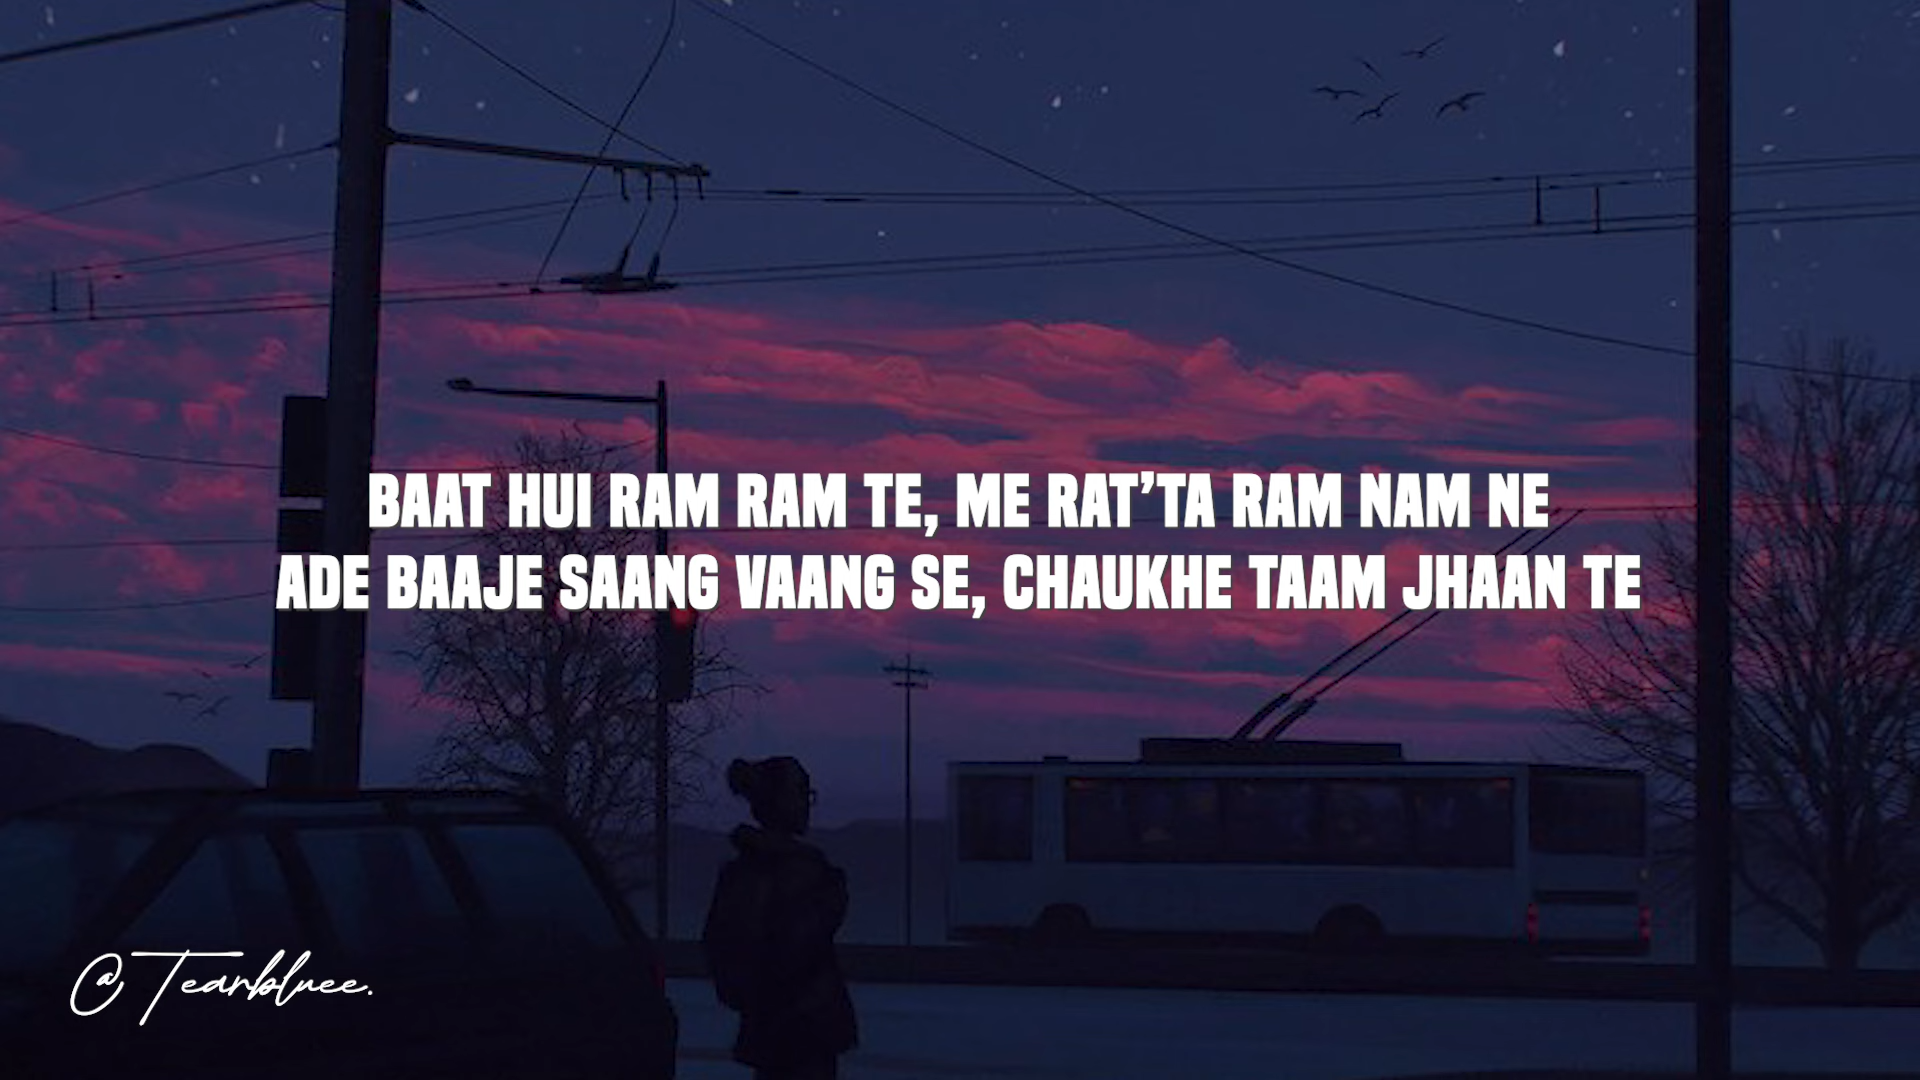 BAAT HUI RAM RAM TE, ME RAT’TA RAM NAM NE
ADE BAAJE SAANG VAANG SE, CHAUKHE TAAM JHAAN TE
@Tearbluee.